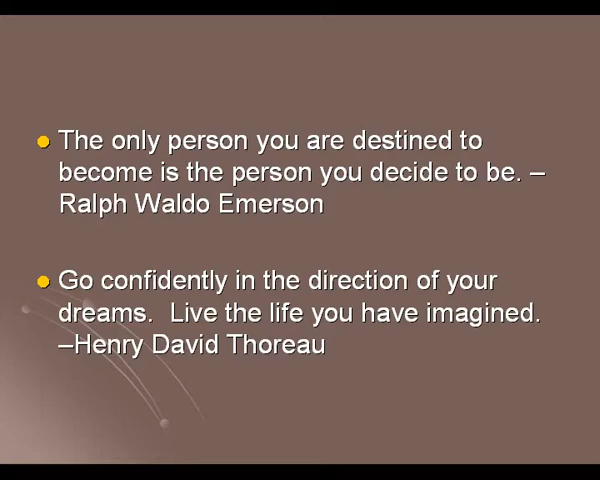 The only person you are destined to
become is the person you decide to be. –
Ralph Waldo Emerson
Go confidently in the direction of your
dreams.  Live the life you have imagined.
–Henry David Thoreau